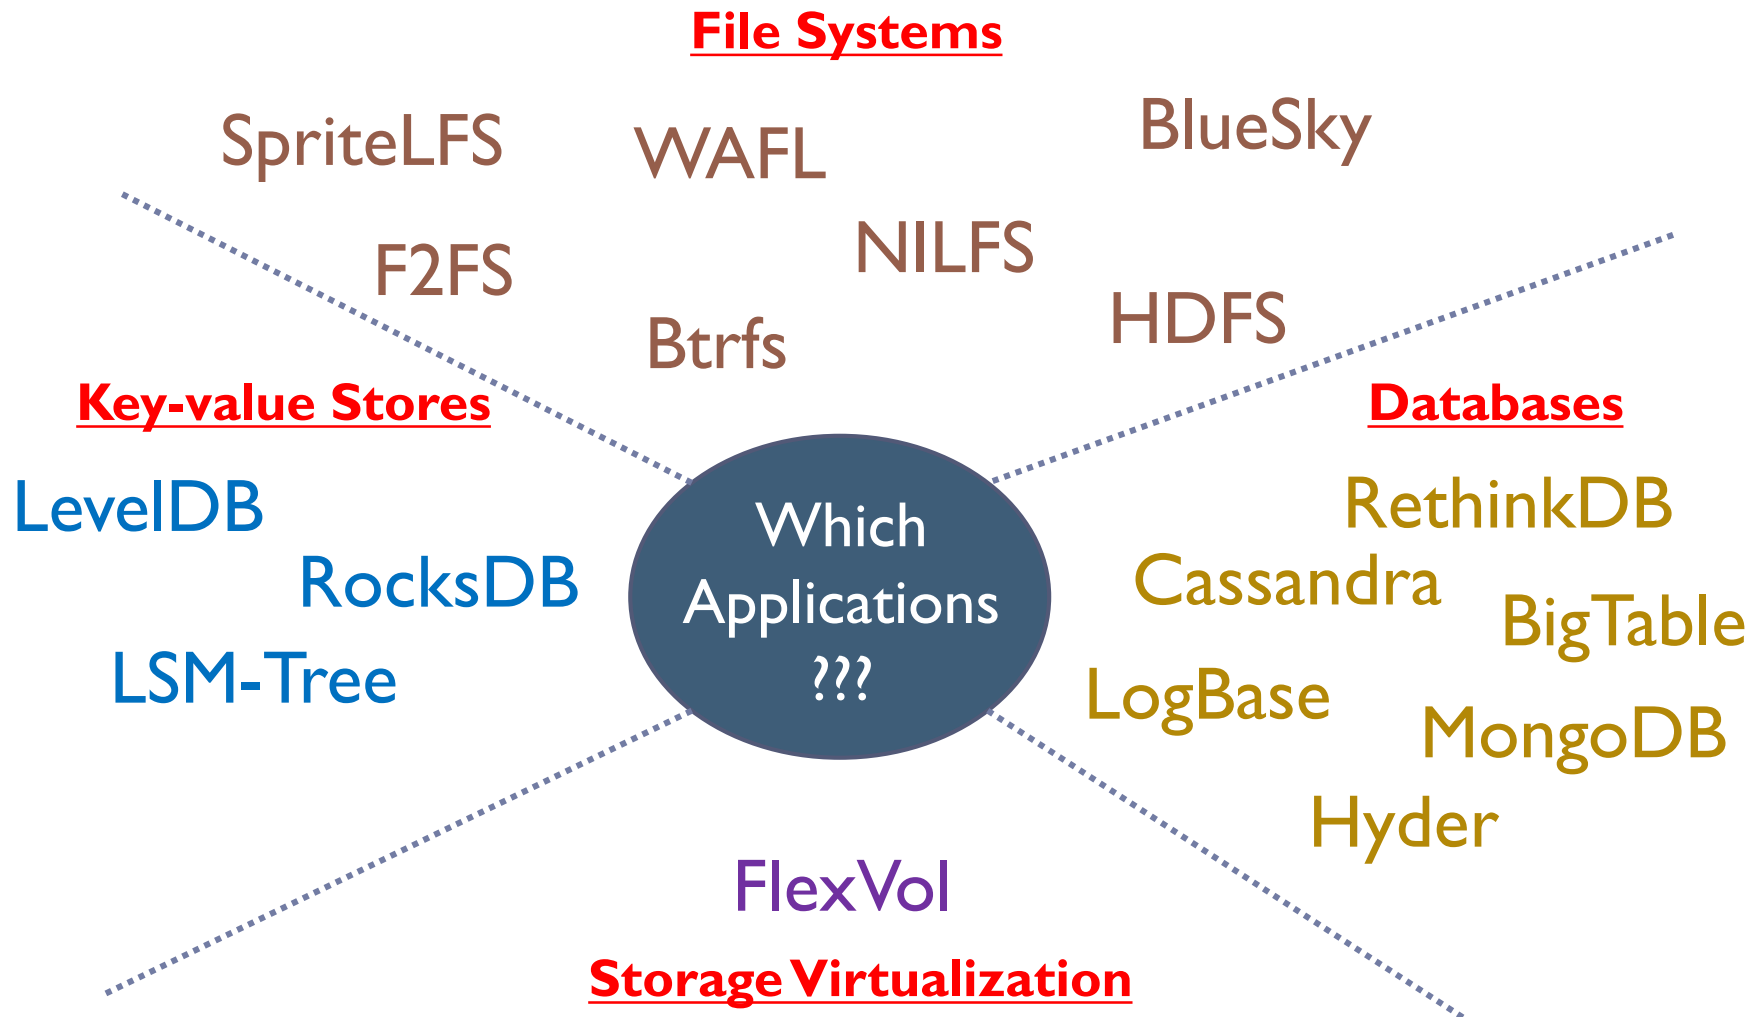 File Systems
SpriteLFS
WAFL
BlueSky
F2FS
NILFS
Btrfs
HDFS
Key-value Stores
LevelDB
RocksDB
LSM-Tree
Which
Applications
???
Databases
RethinkDB
Cassandra
BigTable
LogBase
MongoDB
Hyder
FlexVol
Storage Virtualization